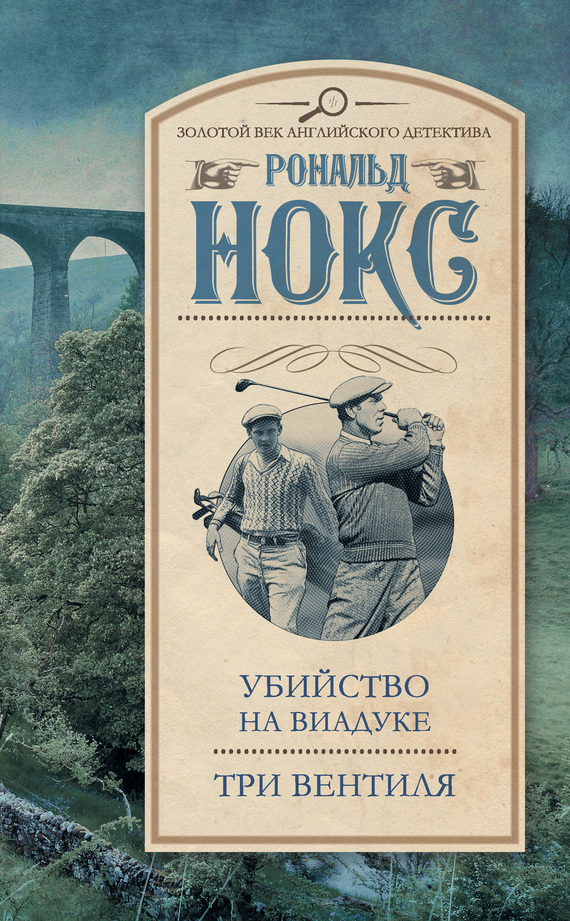 ЗОЛОТОЙ ВЕК АНГЛИЙСКОГО ДЕТЕКТИВА
РОНАЛЬД
НОКС
УБИЙСТВО
НА ВИАДУКЕ
ТРИ ВЕНТИЛЯ